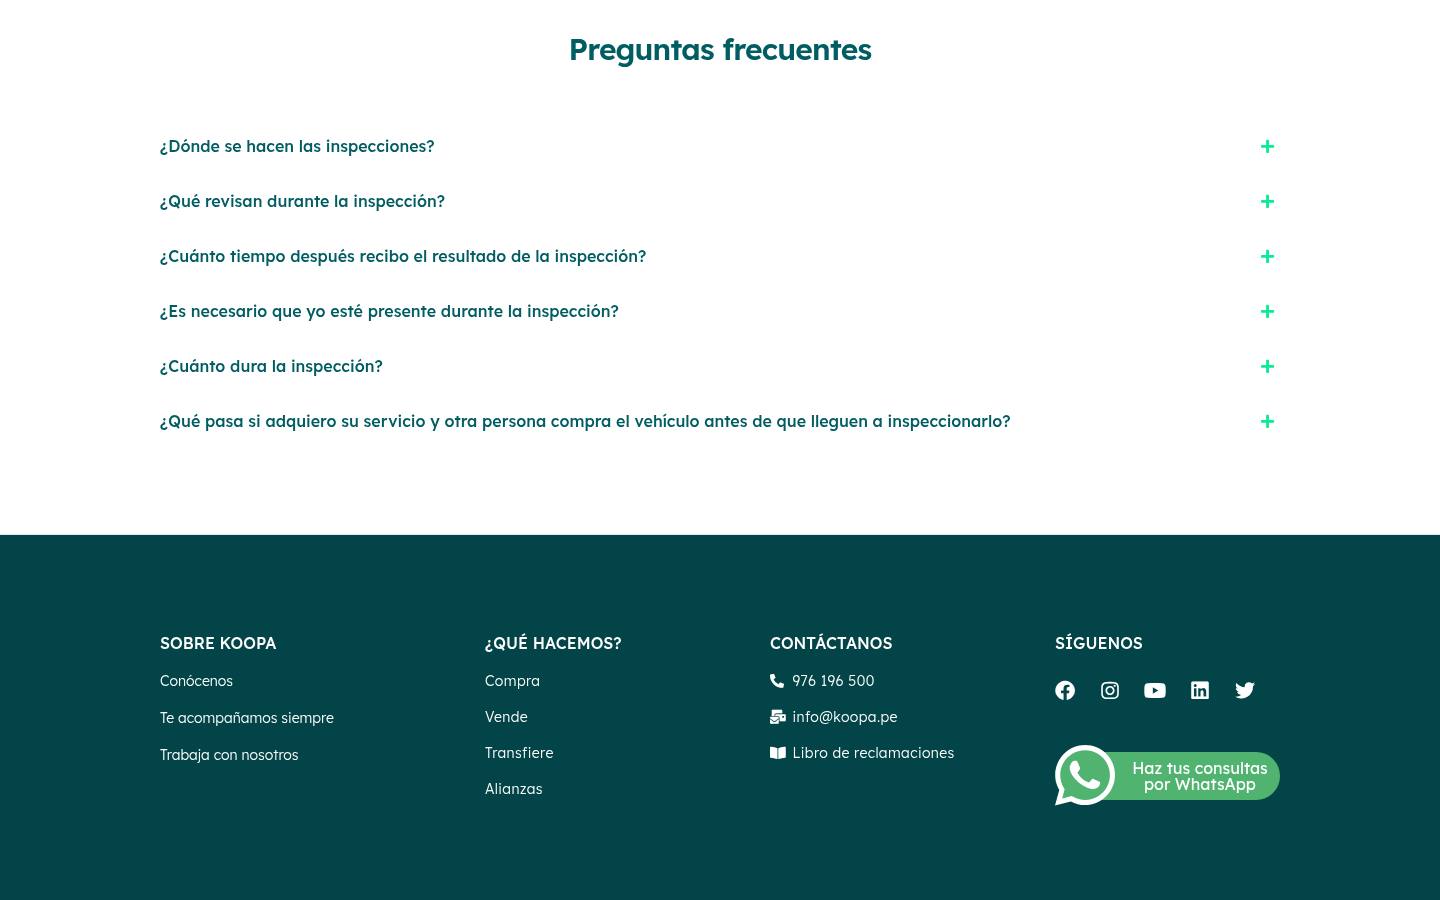 Preguntas frecuentes
¿Dónde se hacen las inspecciones?
¿Qué revisan durante la inspección?
¿Cuánto tiempo después recibo el resultado de la inspección?
¿Es necesario que yo esté presente durante la inspección?
¿Cuánto dura la inspección?
¿Qué pasa si adquiero su servicio y otra persona compra el vehículo antes de que lleguen a inspeccionarlo?
SOBRE KOOPA
Conócenos
Te acompañamos siempre
Trabaja con nosotros
¿QUÉ HACEMOS?
Compra
Vende
Transfiere
Alianzas
CONTÁCTANOS
976 196 500
info@koopa.pe
Libro de reclamaciones
SÍGUENOS
Haz tus consultas
por WhatsApp